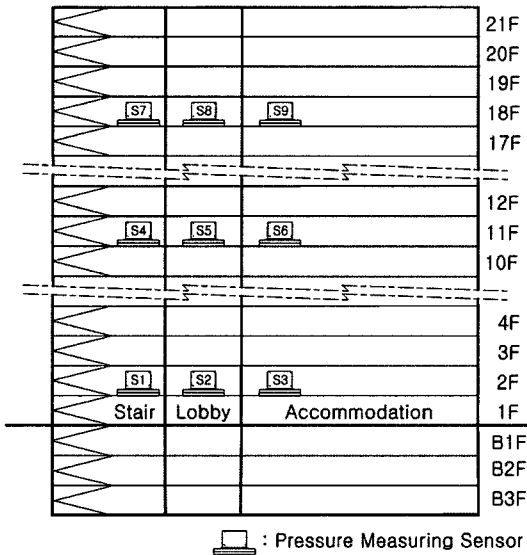 21F
20F
19F
S7 S8 S9 18F
17F
12F
S4 S5 S6 11F
10F
4F
3F
S1 S2 S3 2F
Stair Lobby Accommodation 1F
B1F
B2F
B3F
: Pressure Measuring Sensor